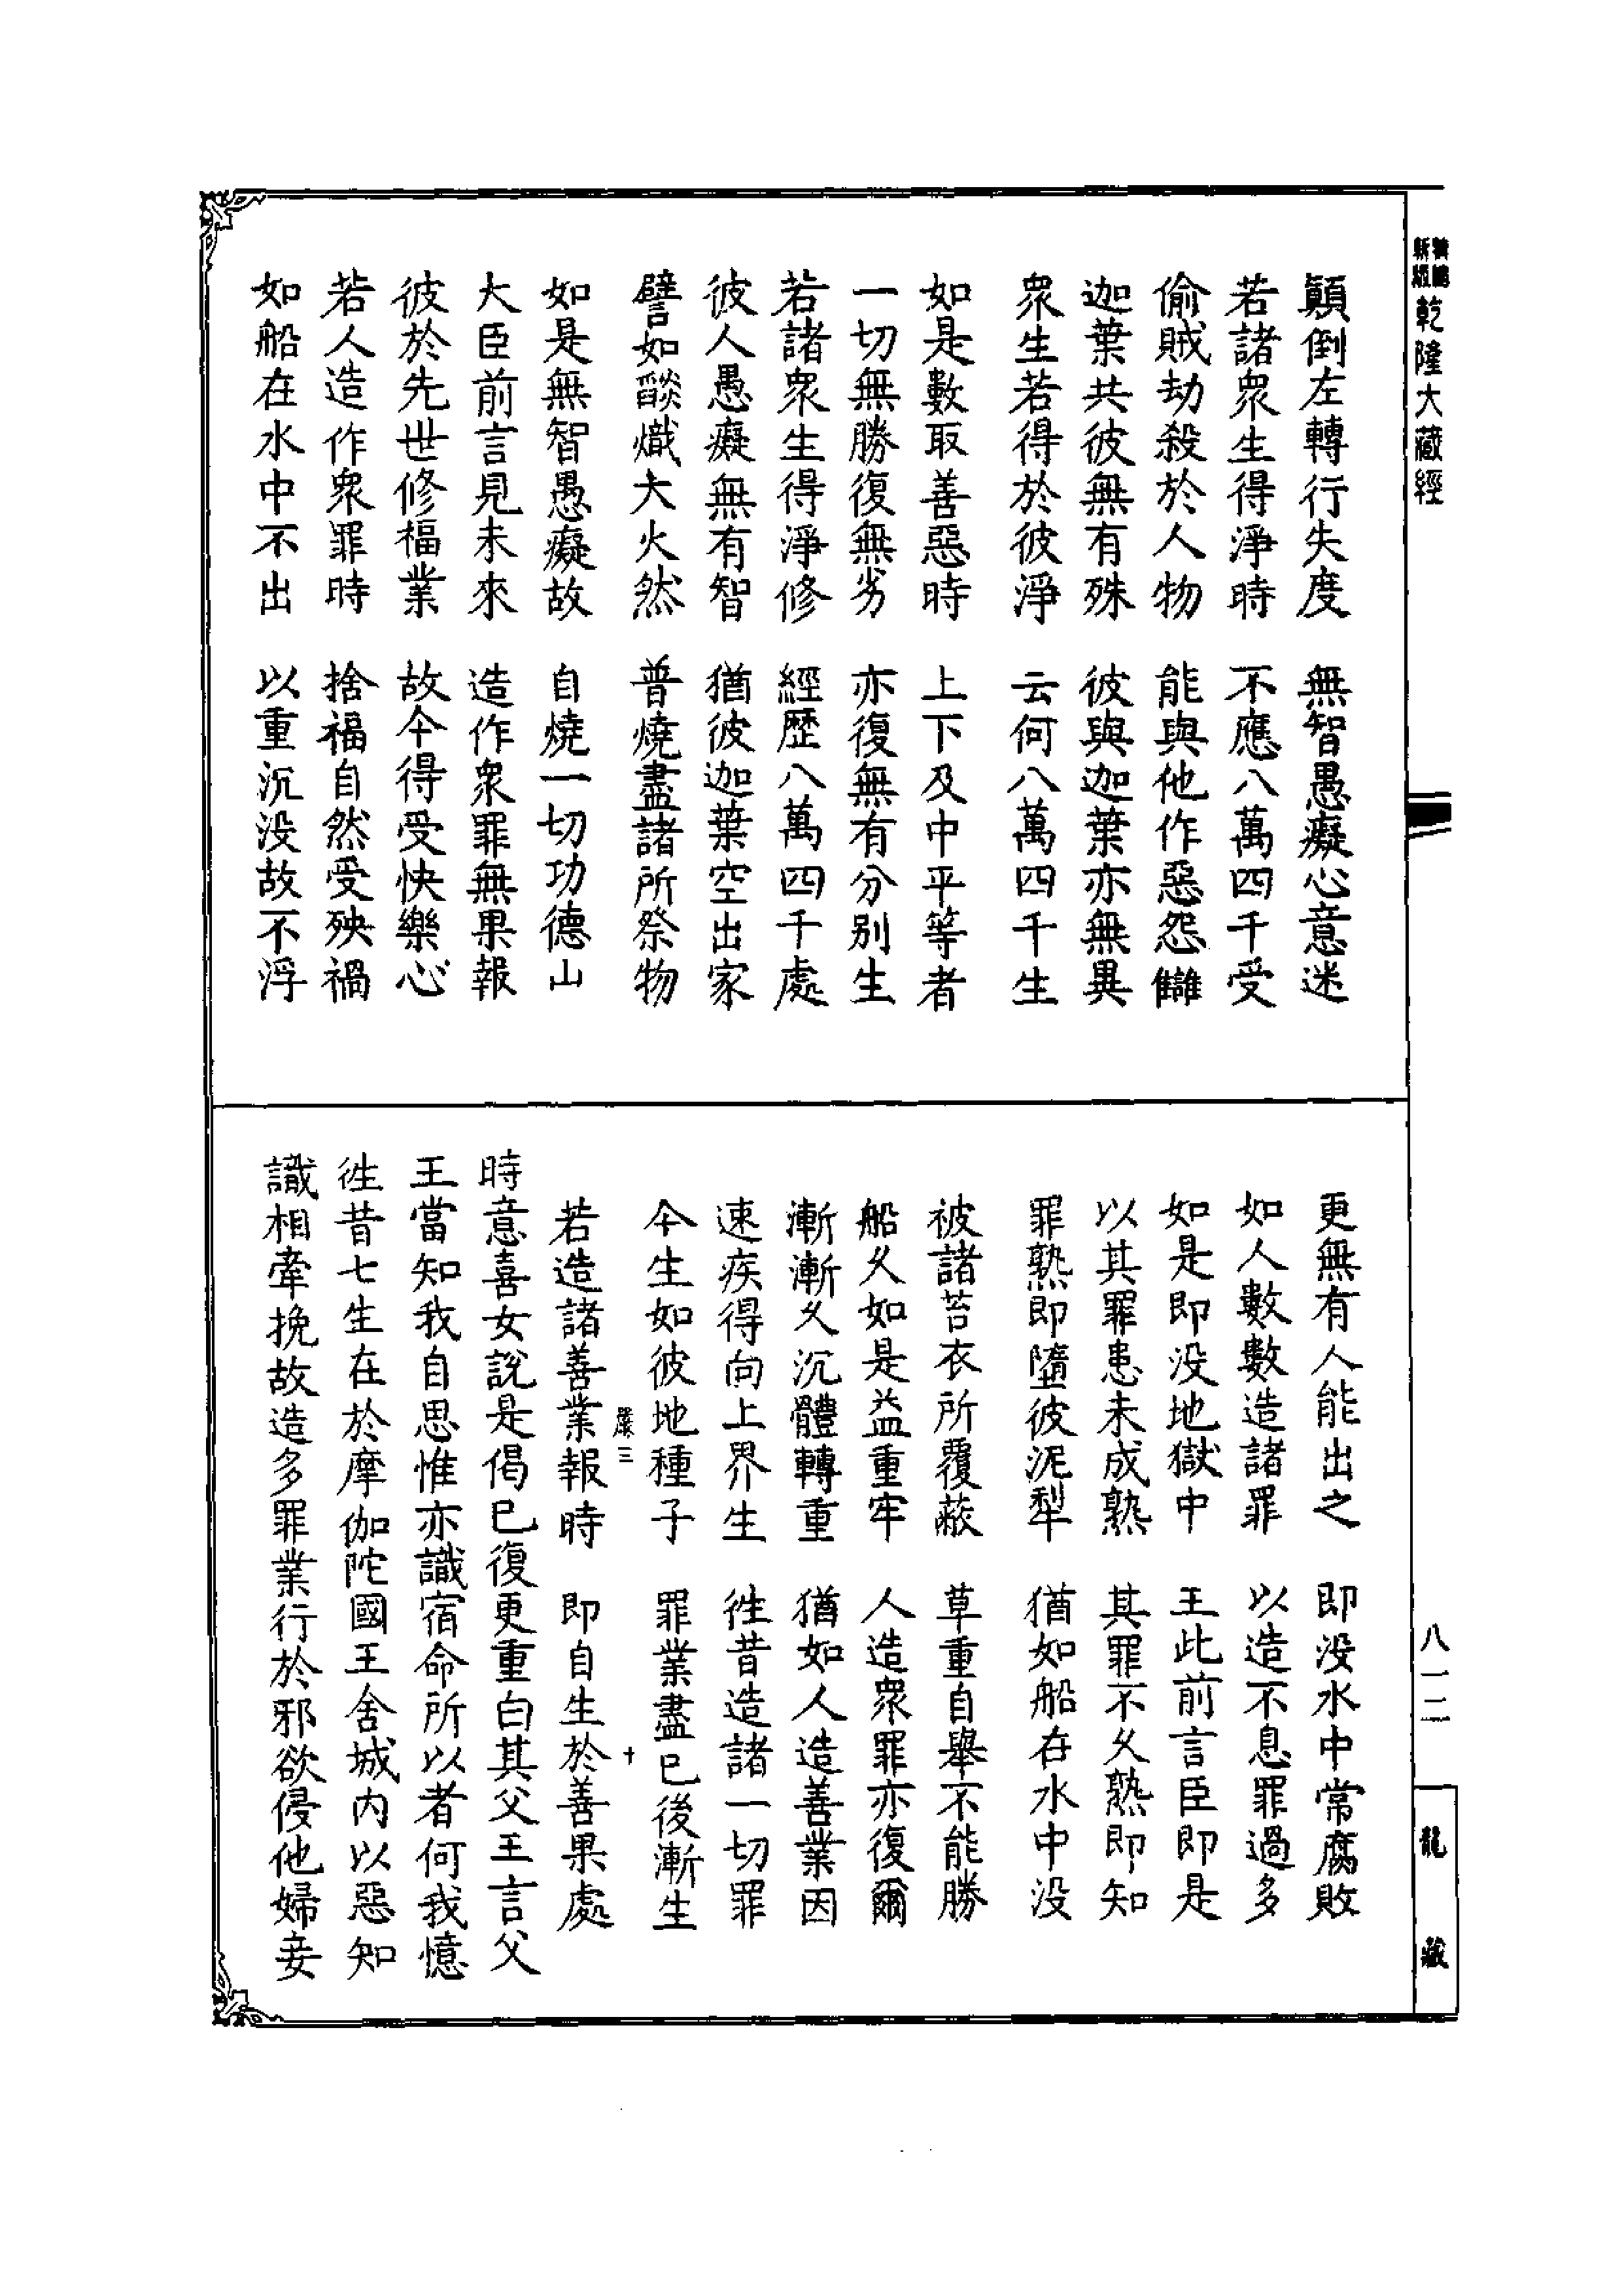 乾隆大藏經
顛倒左轉行失度　無智愚癡心意迷
若諸衆生得淨時　不應八萬四千受
偷賊劫殺於人物　能與他作惡怨讎
迦葉共彼無有殊　彼與迦葉亦無異
衆生若得於彼淨　云何八萬四千生
如是數取善惡時　上下及中平等者
一切無勝復無劣　亦復無有分別生
若諸衆生得淨修　經歷八萬四千處
彼人愚癡無有智　猶彼迦葉空出家
譬如燄熾大火然　普燒盡諸所祭物
如是無智愚癡故　自燒一切功德山
大臣前言見未來　造作衆罪無果報
彼於先世修福業　故今得受快樂心
若人造作衆罪時　捨福自然受殃禍
如船在水中不出　以重沉没故不浮
更無有人能出之　即没水中常腐敗
如人數數造諸罪　以造不息罪過多
如是即没地獄中　王此前言臣即是
以其罪患未成熟　其罪不久熟即知
罪熟即墮彼泥犁　猶如船在水中没
被諸苔衣所覆蔽　草重自舉不能勝
船久如是益重牢　人造衆罪亦復爾
漸漸久沉體轉重　猶如人造善業因
速疾得向上界生　徃昔造諸一切罪
今生如彼地種子　罪業盡已後漸生
嚴三　十
若造諸善業報時　即自生於善果處
時意喜女說是偈已復更重白其父王言父
王當知我自思惟亦識宿命所以者何我憶
徃昔七生在於摩伽陀國王舍城内以惡知
識相牽挽故造多罪業行於邪欲侵他婦妾
八一二
龍藏